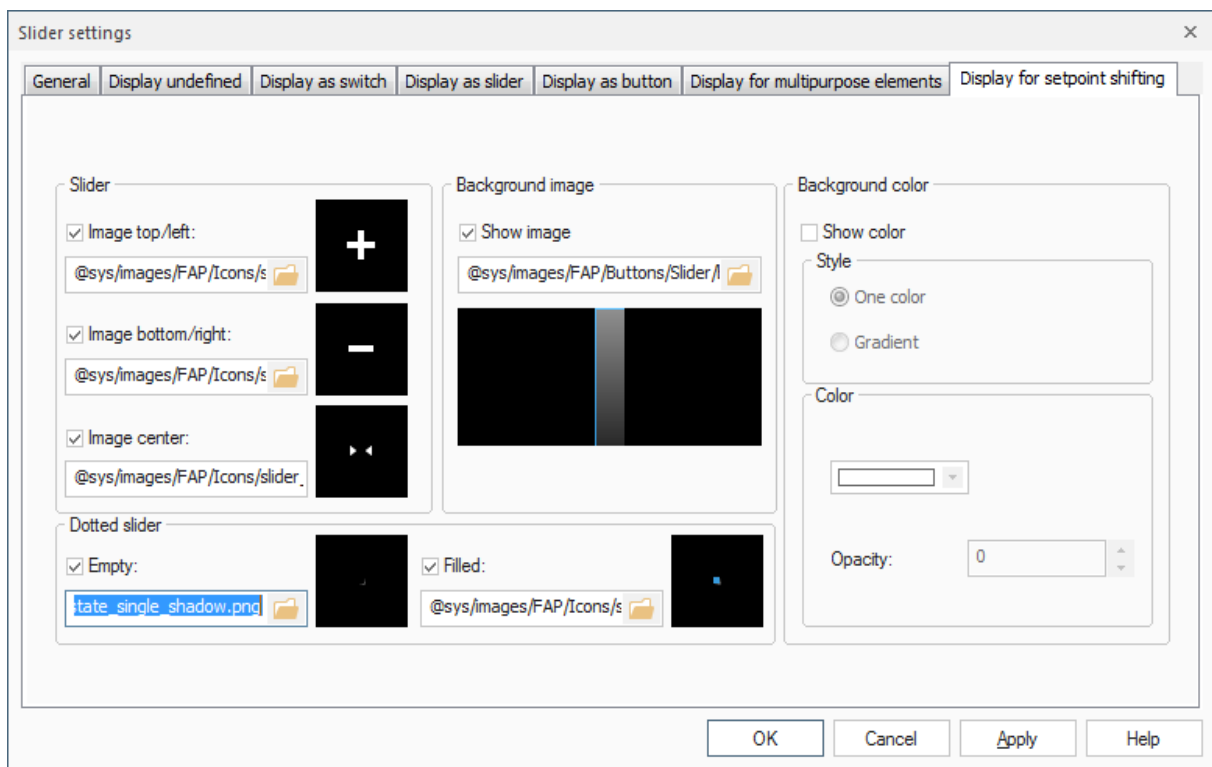 Slider settings
General
Display undefined
Display as switch
Display as slider
Display as button
Display for multipurpose elements
Display for setpoint shifting
Slider
Image top/left:
@sys/images/FAP/Icons/s
Image bottom/right:
@sys/images/FAP/Icons/s
Image center:
@sys/images/FAP/Icons/slider_
Background image
Show image
@sys/images/FAP/Buttons/Slider/
Background color
Show color
Style
One color
Gradient
Color
Opacity:
0
Dotted slider
Empty:
state_single_shadow.png
Filled:
@sys/images/FAP/Icons/s
OK
Cancel
Apply
Help